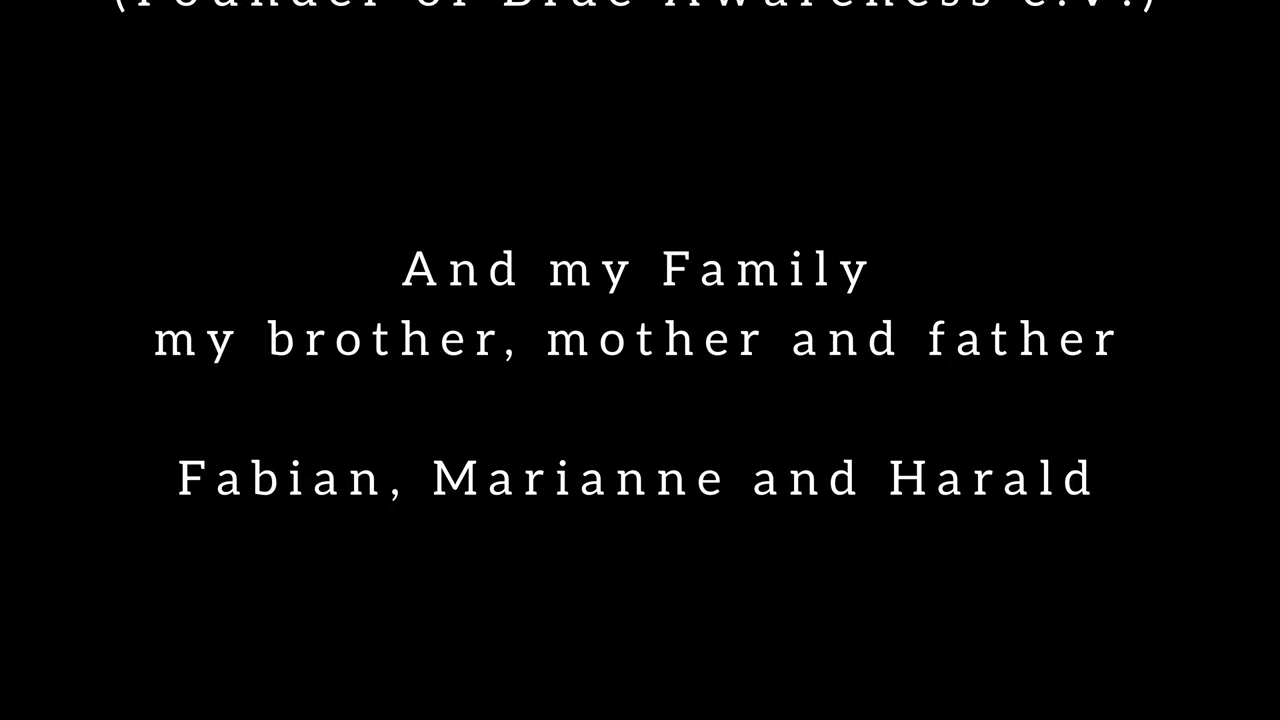 (Founder of Blue Awareness e.V.)
And my Family
my brother, mother and father
Fabian, Marianne and Harald